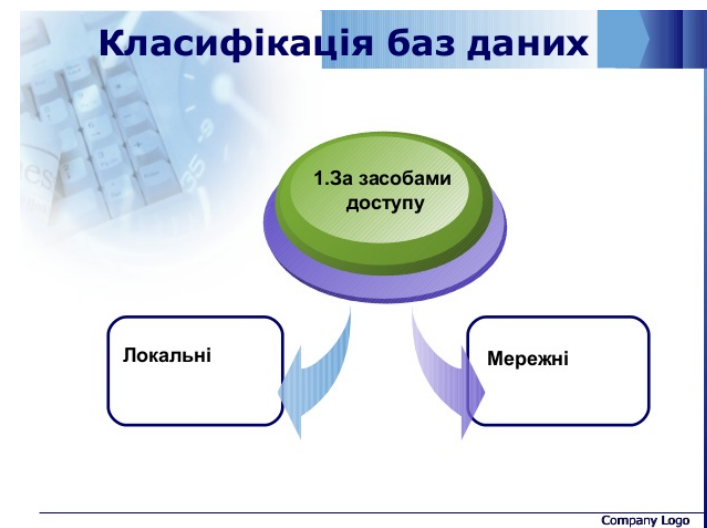 Класифікація баз даних
1.За засобами
доступу
Локальні
Мережні
Company Logo